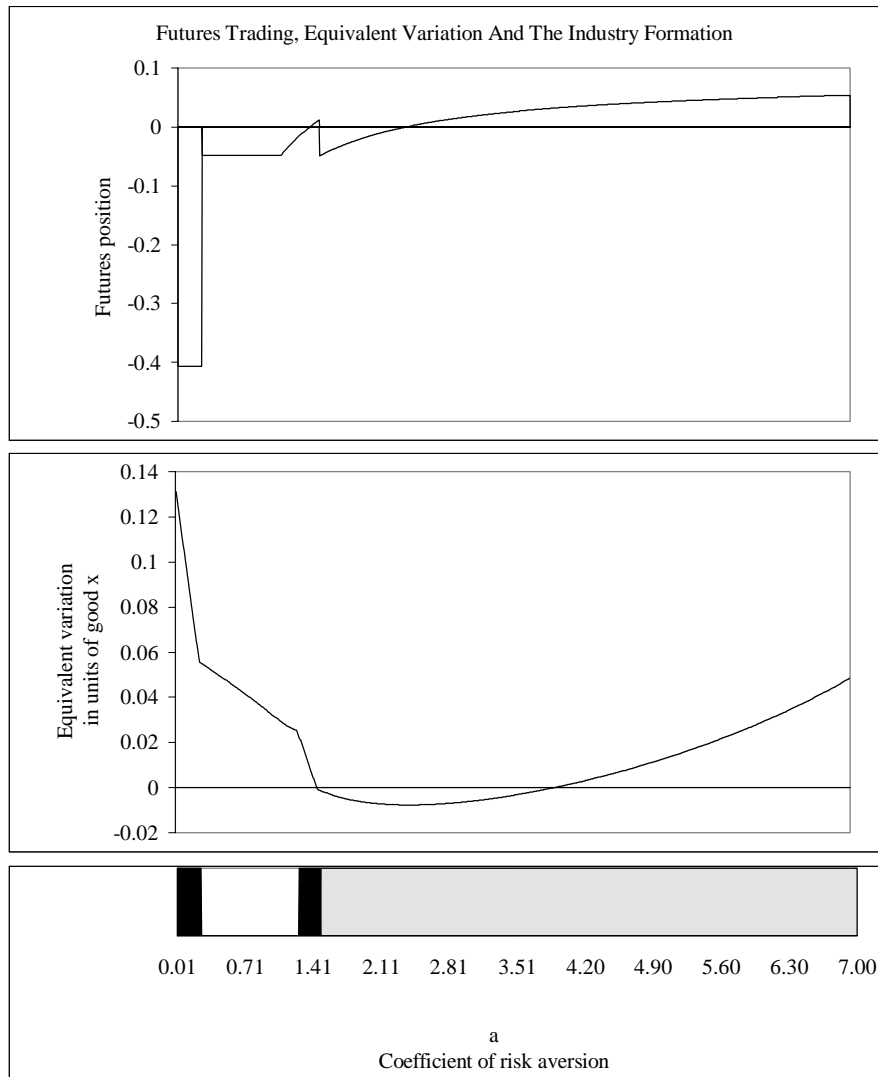 Futures Trading, Equivalent Variation And The Industry Formation
0.1
0
-0.1
-0.2
-0.3
-0.4
-0.5
Futures position
0.14
0.12
0.1
0.08
0.06
0.04
0.02
0
-0.02
Equivalent variation
in units of good x
0.01 0.71 1.41 2.11 2.81 3.51 4.20 4.90 5.60 6.30 7.00
a
Coefficient of risk aversion